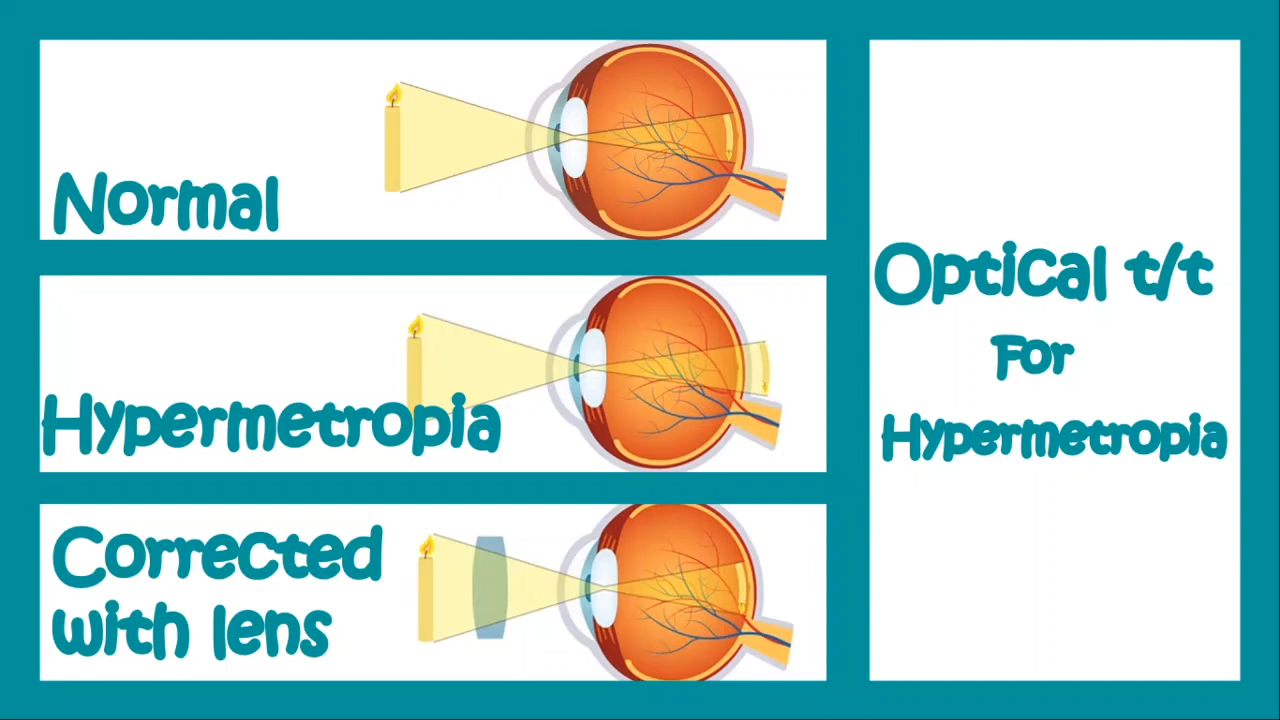 Normal
Hypermetropia
Corrected
with lens
Optical t/t
For
Hypermetropia